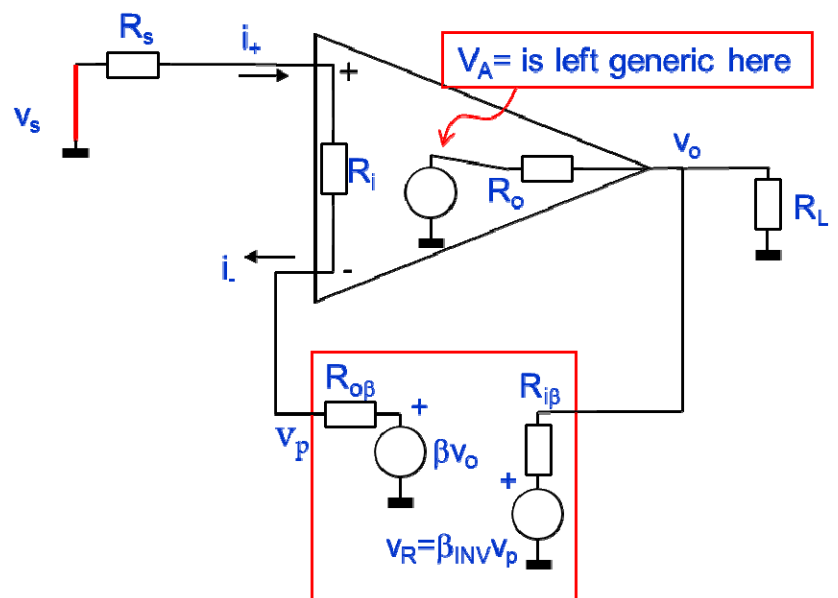 Rs
i+
VA= is left generic here
vs
+
Ri
Ro
vo
RL
i-
-
Roβ
+
Riβ
vp
βvo
+
vR=βINVvp